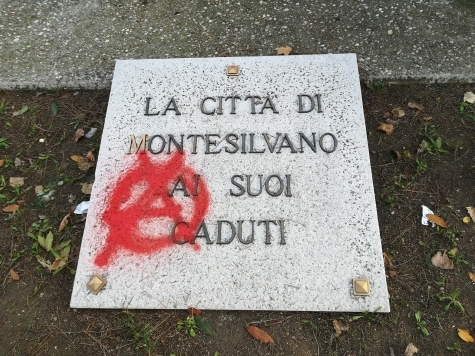 LA CITTÀ DI
MONTESILVANO
AI SUOI
CADUTI